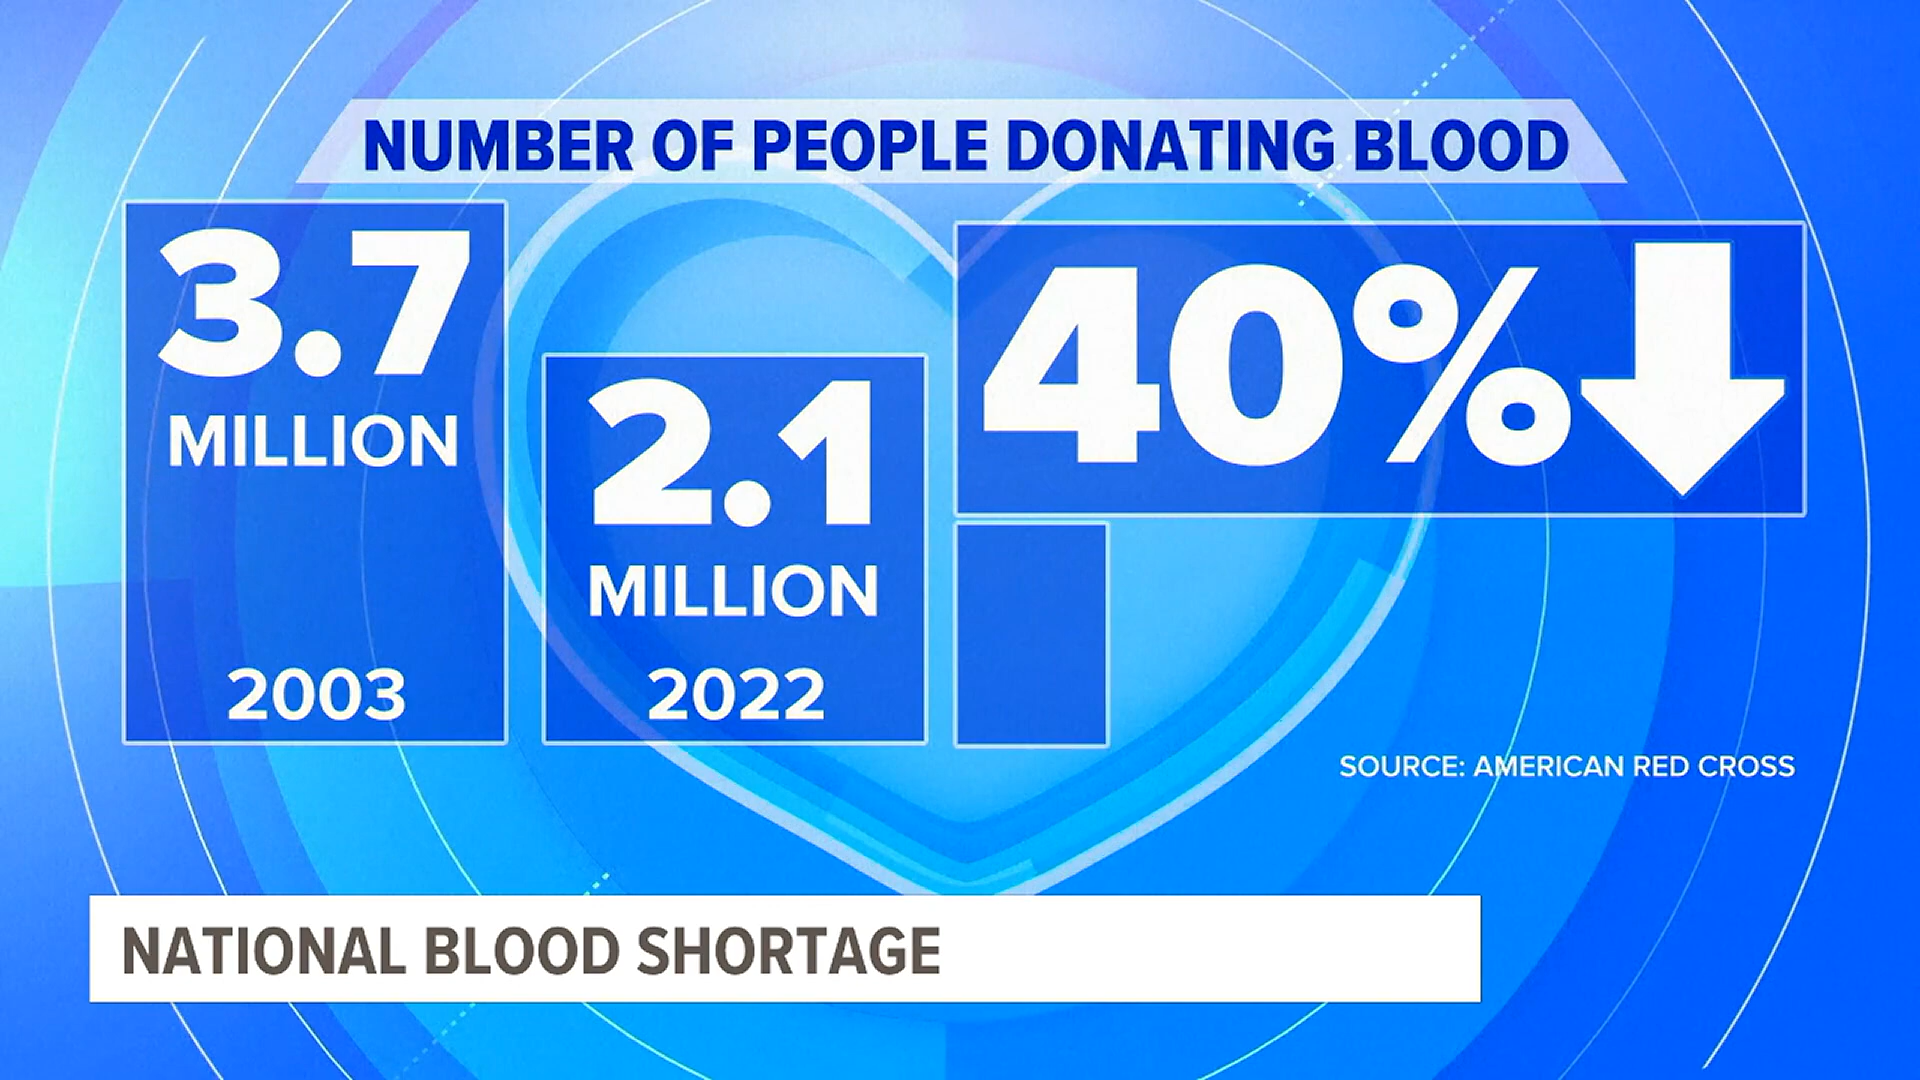 NUMBER OF PEOPLE DONATING BLOOD
3.7
MILLION
2003
2.1
MILLION
2022
40%
SOURCE: AMERICAN RED CROSS
NATIONAL BLOOD SHORTAGE